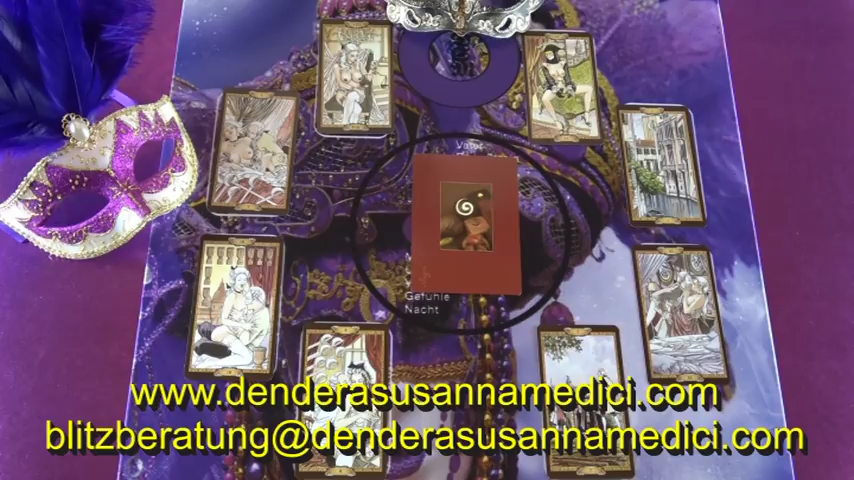 Vater
Gefühle
Nacht
www.denderasusannamedici.com
blitzberatung@denderasusannamedici.com